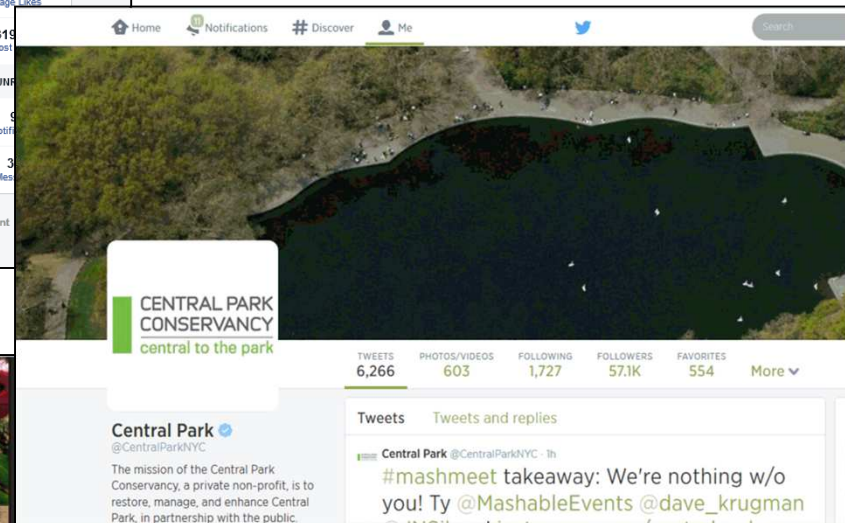 Home
11
Notifications
Discover
Me
Search
CENTRAL PARK
CONSERVANCY
central to the park
TWEETS
6,266
PHOTOS/VIDEOS
603
FOLLOWING
1,727
FOLLOWERS
57.1K
FAVORITES
554
More
Central Park
@CentralParkNYC
The mission of the Central Park
Conservancy, a private non-profit, is to
restore, manage, and enhance Central
Park, in partnership with the public.
Tweets Tweets and replies
Central Park @CentralParkNYC · 1h
#mashmeet takeaway: We're nothing w/o
you! Ty @MashableEvents @dave_krugman